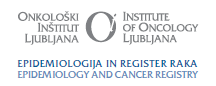 ONKOLOŠKI INSTITUTE
INŠTITUT OF ONCOLOGY
LJUBLJANA LJUBLJANA
EPIDEMIOLOGIJA IN REGISTER RAKA
EPIDEMIOLOGY AND CANCER REGISTRY